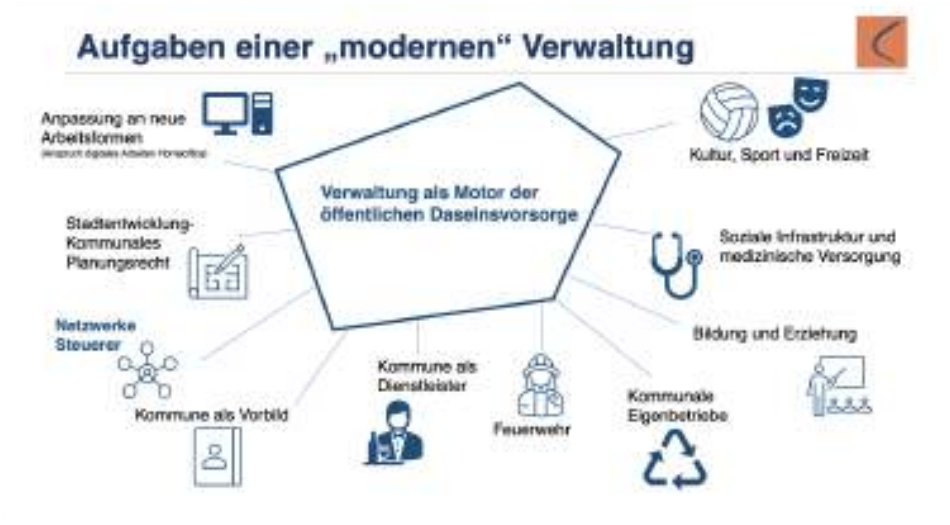 Aufgaben einer „modernen“ Verwaltung
Anpassung an neue
Arbeitsformen
Verwaltung als Motor der
öffentlichen Daseinsvorsorge
Kultur, Sport und Freizeit
Stadtentwicklung-
Kommunales
Planungsrecht
Soziale Infrastruktur und
medizinische Versorgung
Netzwerke
Steuerer
Bildung und Erziehung
Kommune als
Dienstleister
Kommune als Vorbild
Feuerwehr
Kommunale
Eigenbetriebe